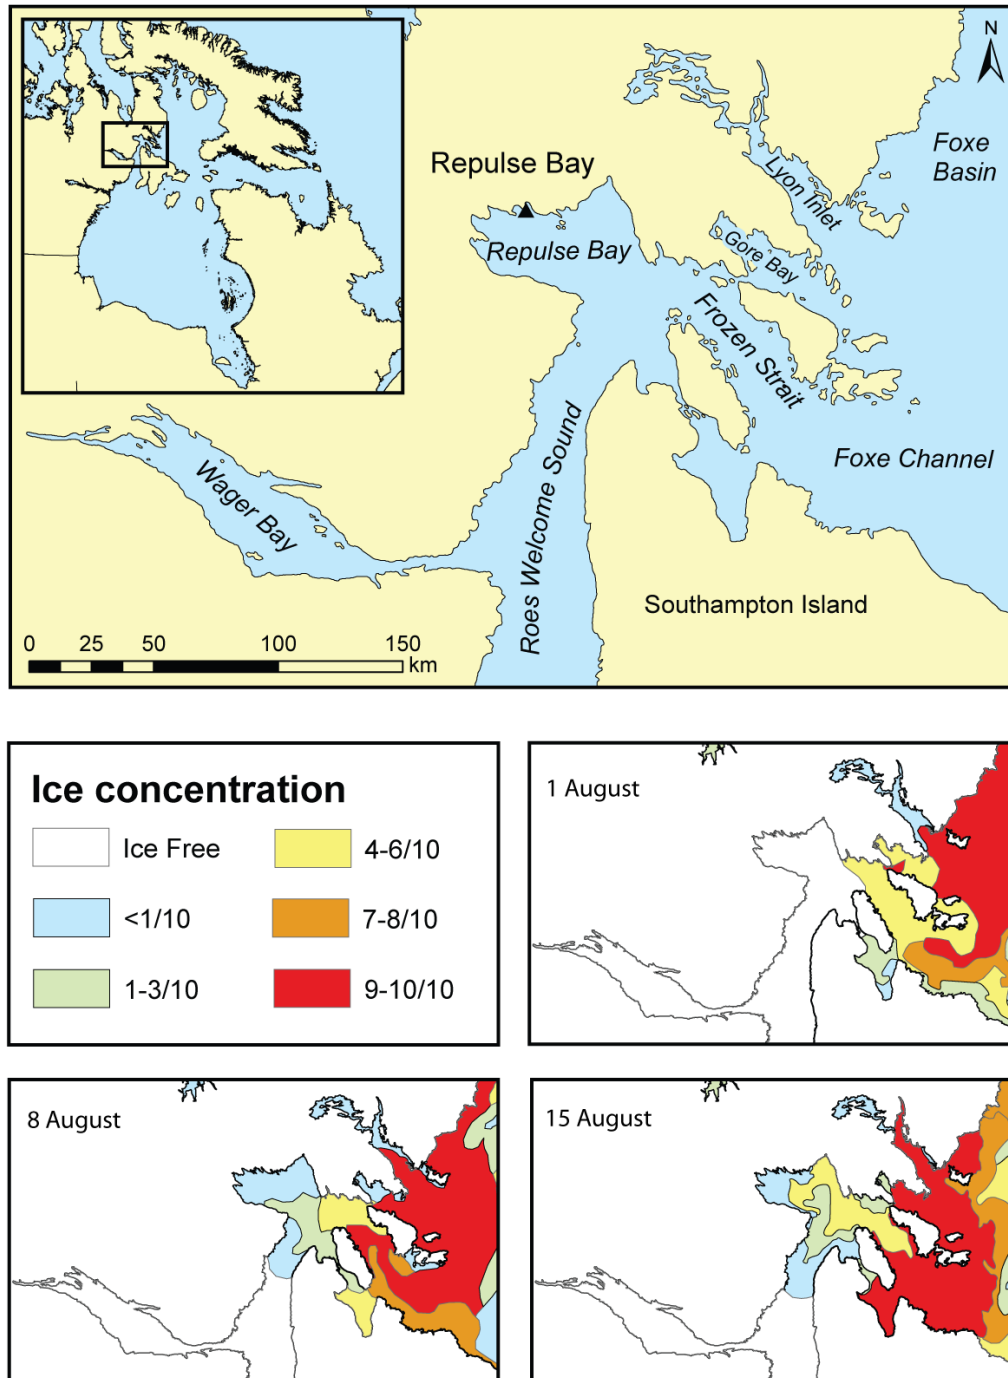 N
Foxe
Basin
Repulse Bay
Lyon Inlet
Repulse Bay
Gore Bay
Frozen Strait
Foxe Channel
Wager Bay
Roes Welcome Sound
Southampton Island
0 25 50 100 150
km
Ice concentration
Ice Free
4-6/10
<1/10
7-8/10
1-3/10
9-10/10
1 August
8 August
15 August